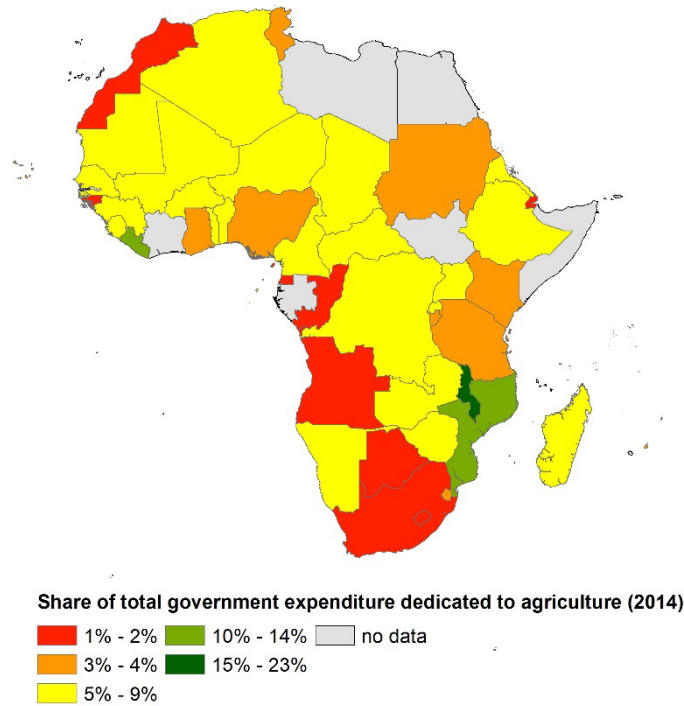 Share of total government expenditure dedicated to agriculture (2014)
1% - 2% 10% - 14% no data
3% - 4% 15% - 23%
5% - 9%